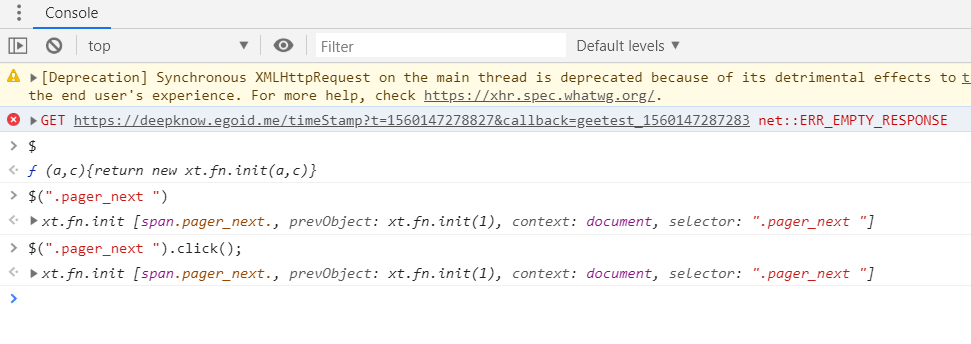 Console
top ▼ Filter Default levels ▼
▶[Deprecation] Synchronous XMLHttpRequest on the main thread is deprecated because of its detrimental effects to t
the end user's experience. For more help, check https://xhr.spec.whatwg.org/.
▶GET https://deepknow.egoid.me/timeStamp?t=1560147278827&callback=geetest_1560147287283 net::ERR_EMPTY_RESPONSE
> $
ƒ (a,c){return new xt.fn.init(a,c)}
> $(".pager_next ")
▶xt.fn.init [span.pager_next., prevObject: xt.fn.init(1), context: document, selector: ".pager_next "]
> $(".pager_next ").click();
▶xt.fn.init [span.pager_next., prevObject: xt.fn.init(1), context: document, selector: ".pager_next "]
>